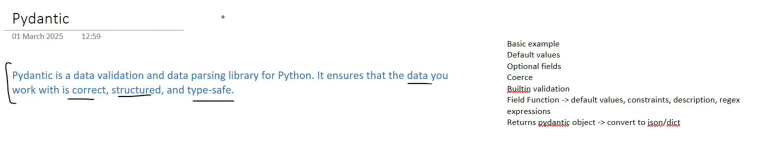 Pydantic
01 March 2025 12:59
Pydantic is a data validation and data parsing library for Python. It ensures that the data you
work with is correct, structured, and type-safe.
Basic example
Default values
Optional fields
Coerce
Builtin validation
Field Function -> default values, constraints, description, regex
expressions
Returns pydantic object -> convert to json/dict